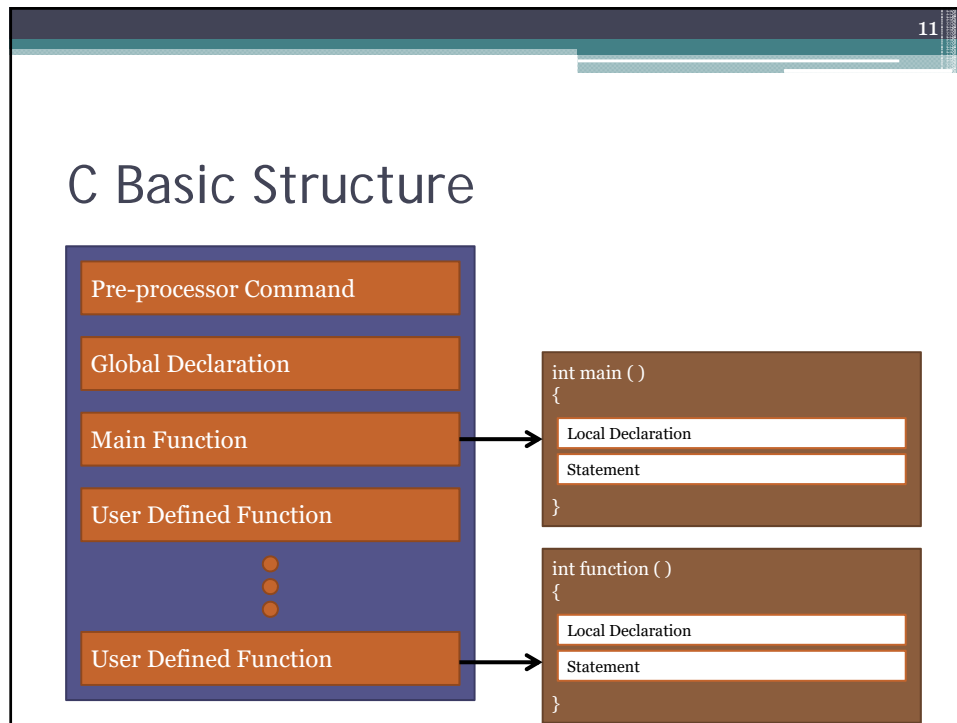 11
C Basic Structure
Pre-processor Command
Global Declaration
Main Function
User Defined Function
User Defined Function
int main ( )
{
Local Declaration
Statement
}
int function ( )
{
Local Declaration
Statement
}